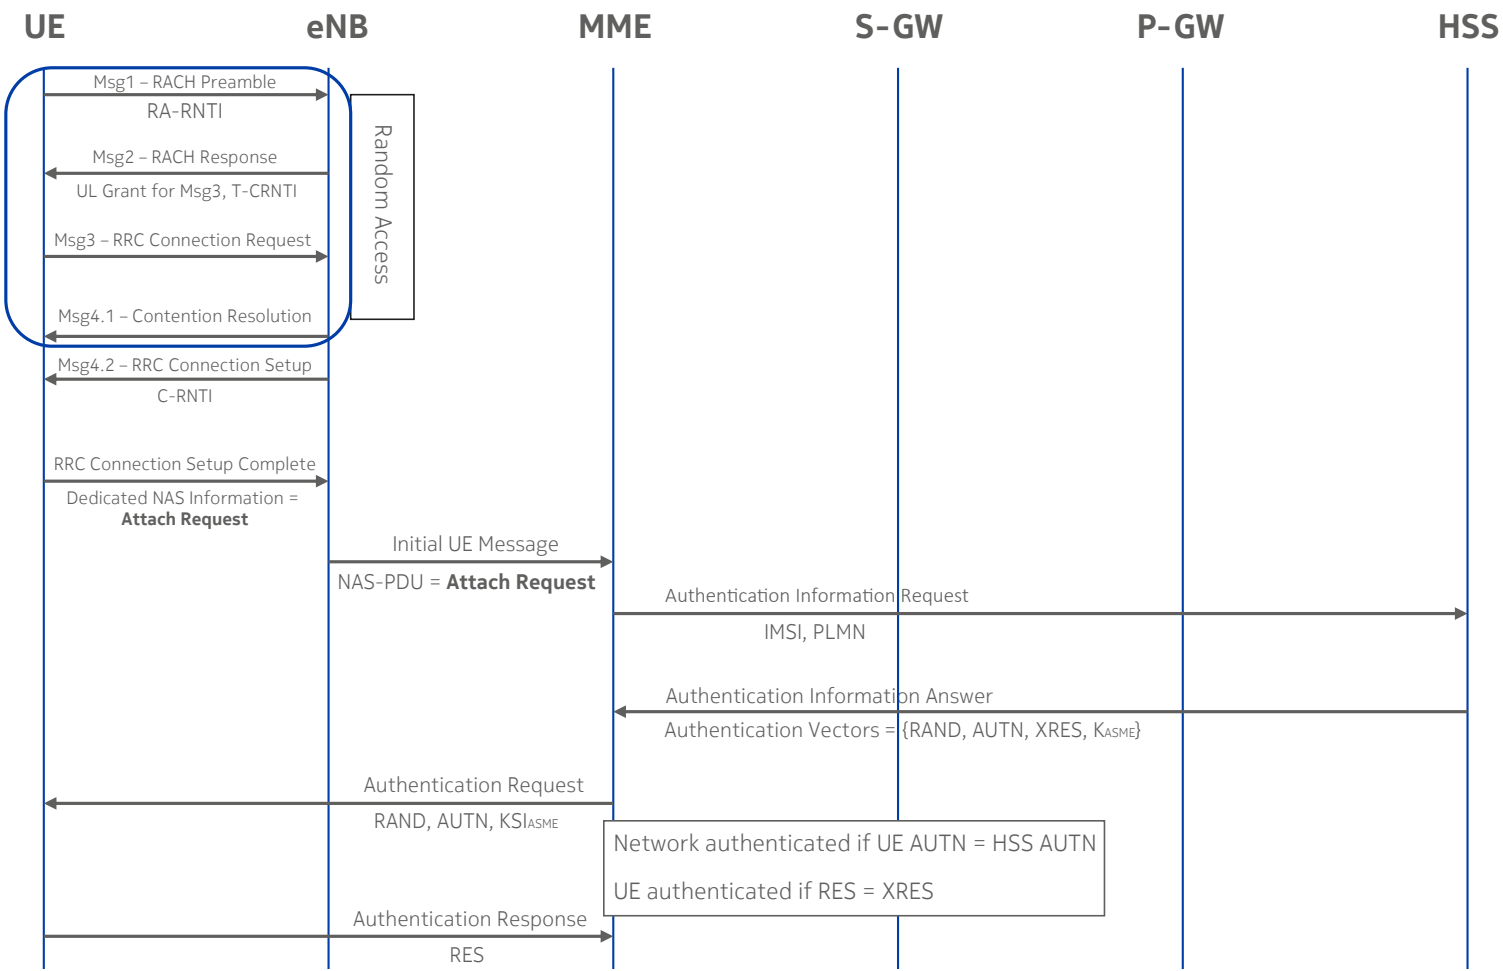 UE eNB MME S-GW P-GW HSS
Msg1 – RACH Preamble
RA-RNTI
Random Access
Msg2 – RACH Response
UL Grant for Msg3, T-CRNTI
Msg3 – RRC Connection Request
Msg4.1 – Contention Resolution
Msg4.2 – RRC Connection Setup
C-RNTI
RRC Connection Setup Complete
Dedicated NAS Information =
Attach Request
Initial UE Message
NAS-PDU = Attach Request
Authentication Information Request
IMSI, PLMN
Authentication Information Answer
Authentication Vectors = {RAND, AUTN, XRES, KASME}
Authentication Request
RAND, AUTN, KSIASME
Network authenticated if UE AUTN = HSS AUTN
UE authenticated if RES = XRES
Authentication Response
RES